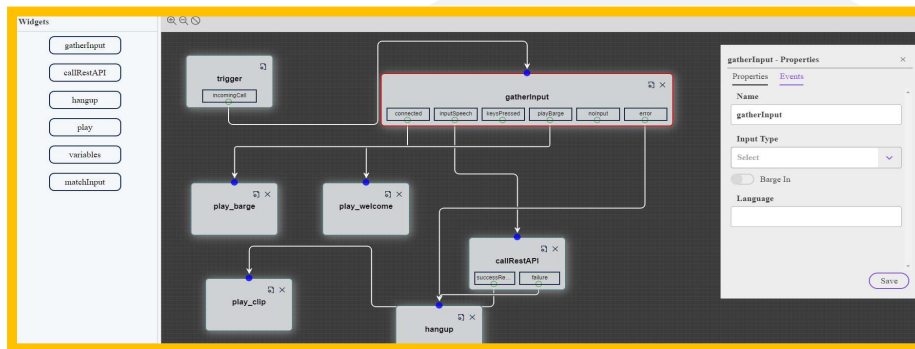 Widgets
gatherInput
callRestAPI
hangup
play
variables
matchInput
trigger
incomingCall
gatherInput
connected
inputSpeech
keysPressed
playBarge
noInput
error
play_barge
play_welcome
callRestAPI
successRe...
failure
play_clip
hangup
gatherInput - Properties
Properties Events
Name
gatherInput
Input Type
Select
Barge In
Language
Save